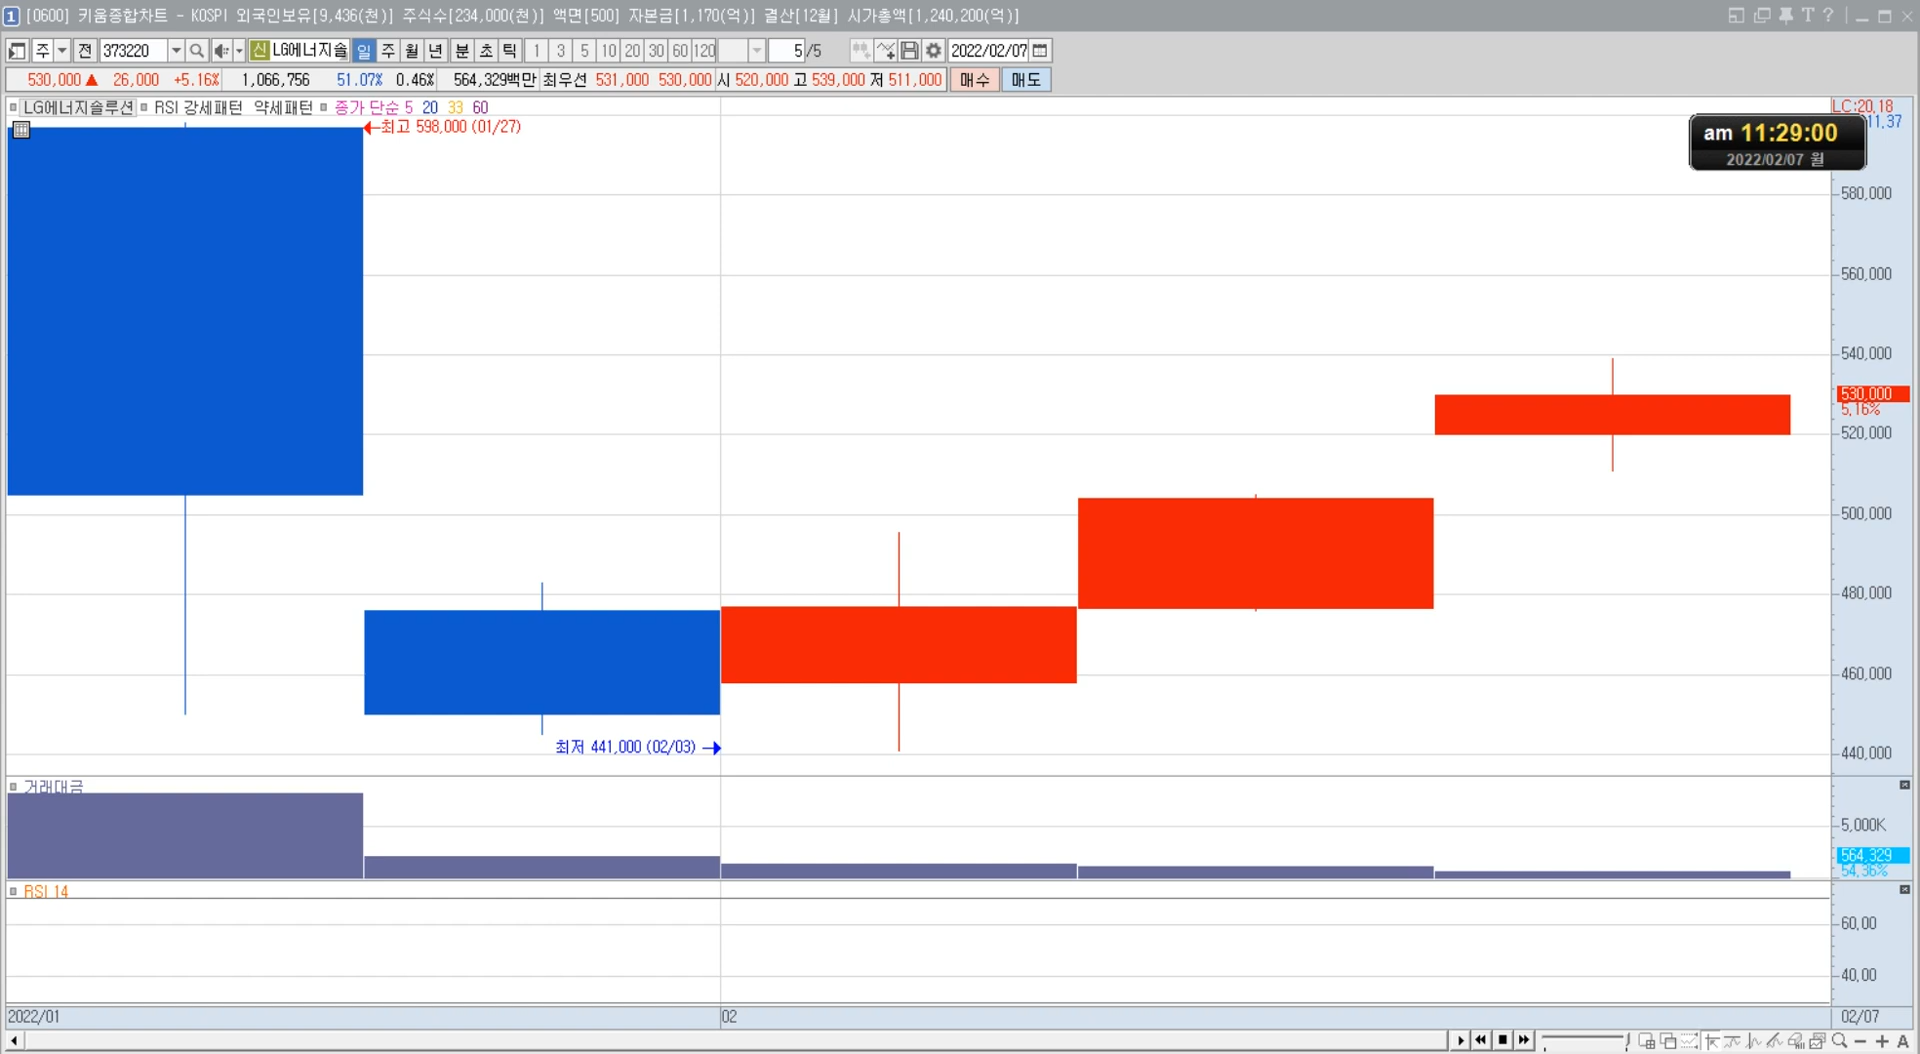 1 [0600] 키움종합차트 - KOSPI 외국인보유[9,436(천)] 주식수[234,000(천)] 액면[500] 자본금[1,170(억)] 결산[12월] 시가총액[1,240,200(억)] T ?
주 전 373220 신 LG에너지솔 일 주 월 년 분 초 틱 1 3 5 10 20 30 60 120 5 /5 2022/02/07
530,000 ▲ 26,000 +5.16% 1,066,756 51.07% 0.46% 564,329백만 최우선 531,000 530,000 시 520,000 고 539,000 저 511,000 매수 매도
LG에너지솔루션 RSI 강세패턴 약세패턴 종가 단순 5 20 33 60
LC:20.18
11.37
최고 598,000 (01/27)
am 11:29:00
2022/02/07 월
580,000
560,000
540,000
530,000
5.16%
520,000
500,000
480,000
460,000
최저 441,000 (02/03)
440,000
거래대금
5,000K
564,329
54.36%
RSI 14
60.00
40.00
2022/01 02 02/07
A